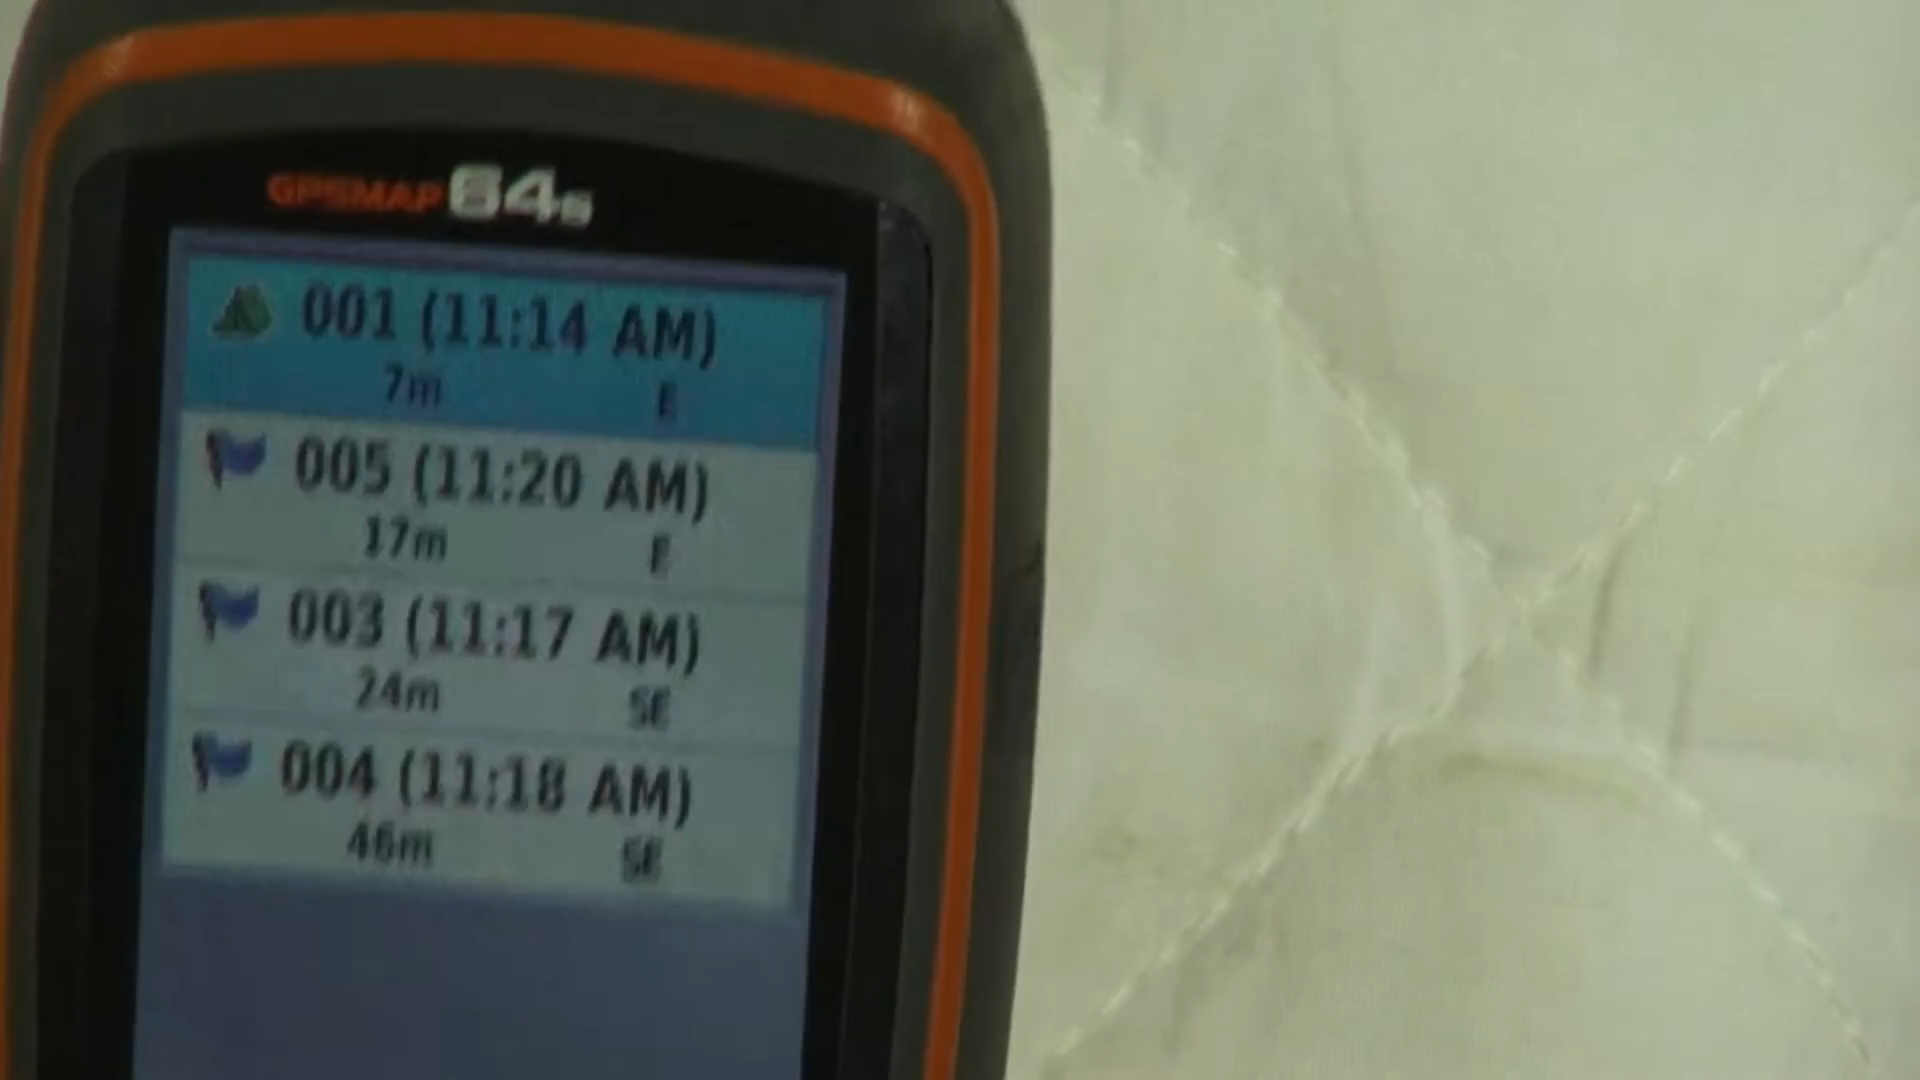 GPSMAP 64s
001 (11:14 AM)
7m E
005 (11:20 AM)
17m E
003 (11:17 AM)
24m SE
004 (11:18 AM)
46m SE